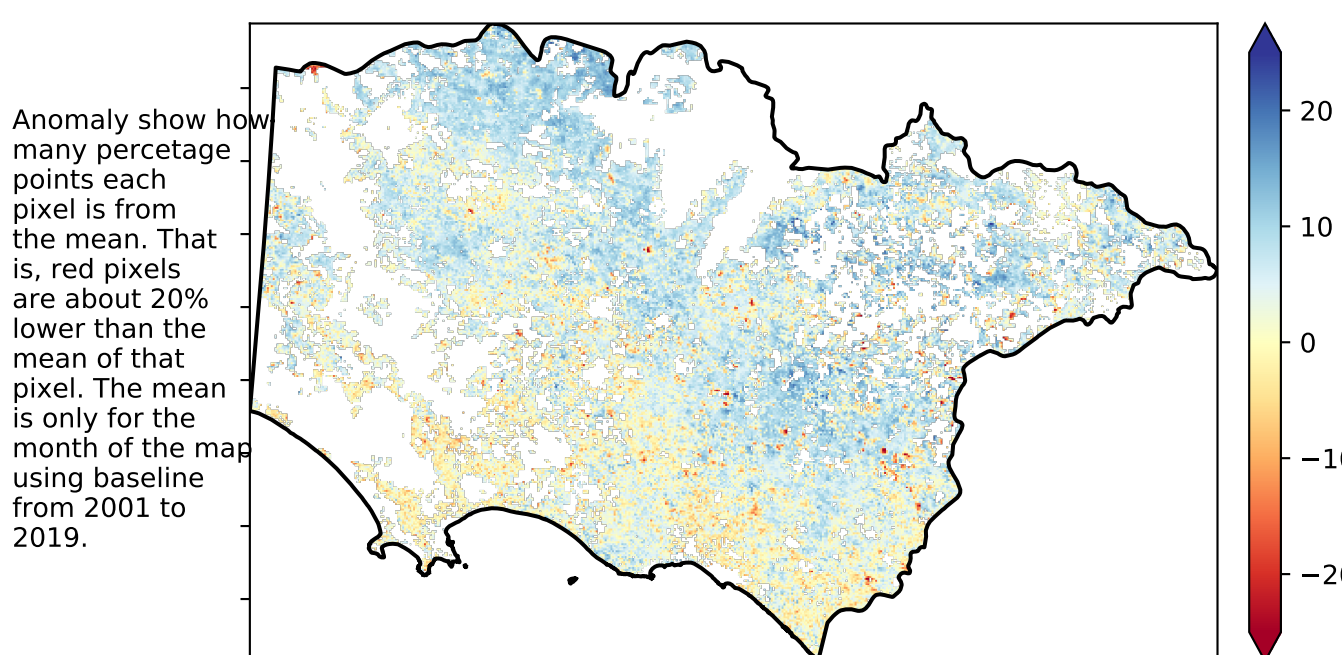 Anomaly show how
many percetage
points each
pixel is from
the mean. That
is, red pixels
are about 20%
lower than the
mean of that
pixel. The mean
is only for the
month of the map
using baseline
from 2001 to
2019.
20
10
0
−10
−20